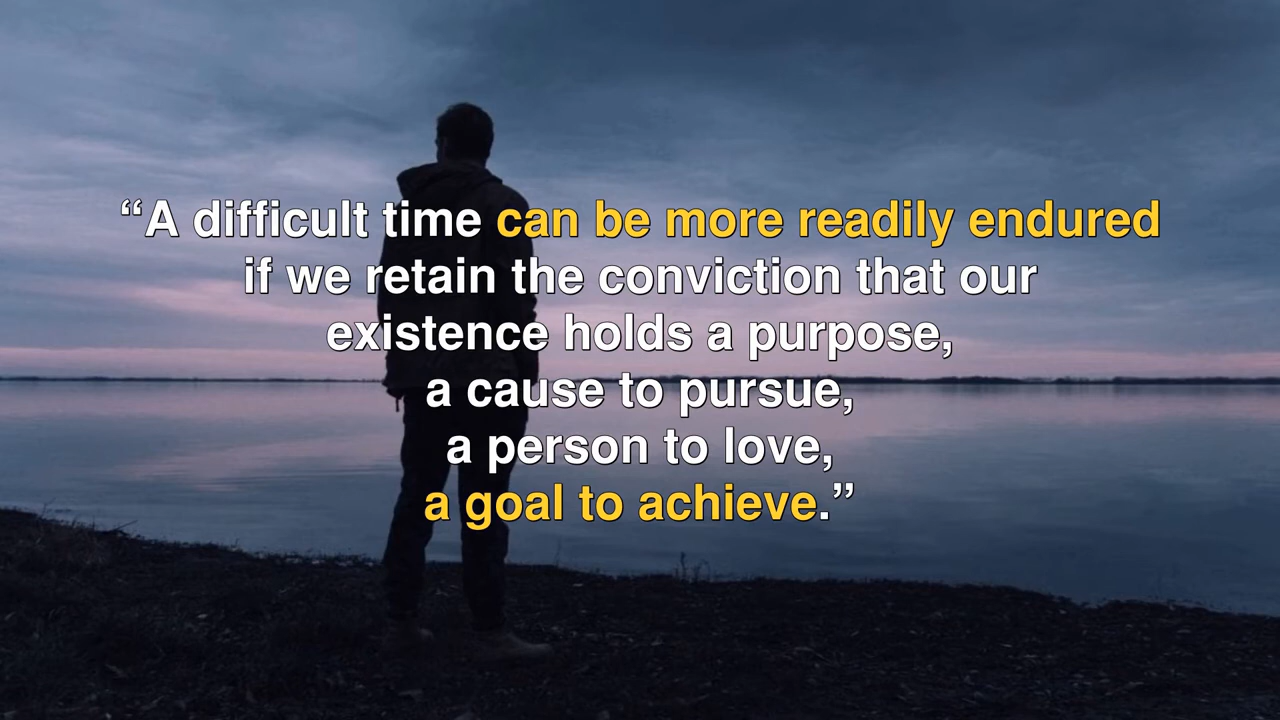 “A difficult time can be more readily endured
if we retain the conviction that our
existence holds a purpose,
a cause to pursue,
a person to love,
a goal to achieve.”